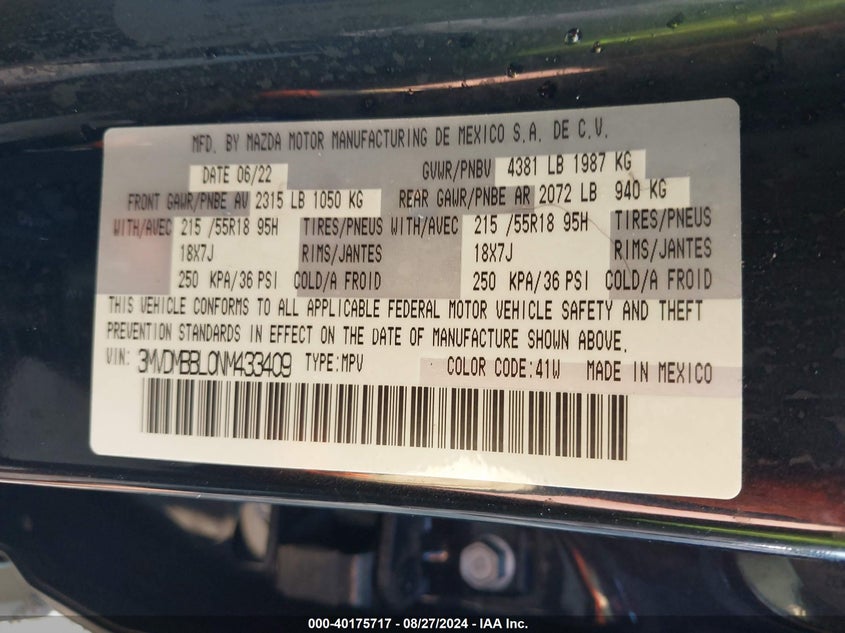 MFD. BY MAZDA MOTOR MANUFACTURING DE MEXICO S.A. DE C.V.
DATE 06/22 GVWR/PNBV 4381 LB 1987 KG
FRONT GAWR/PNBE AV 2315 LB 1050 KG REAR GAWR/PNBE AR 2072 LB 940 KG
WITH/AVEC 215 /55R18 95H TIRES/PNEUS WITH/AVEC 215 /55R18 95H TIRES/PNEUS
18X7J RIMS/JANTES 18X7J RIMS/JANTES
250 KPA/36 PSI COLD/A FROID 250 KPA/36 PSI COLD/A FROID
THIS VEHICLE CONFORMS TO ALL APPLICABLE FEDERAL MOTOR VEHICLE SAFETY AND THEFT
PREVENTION STANDARDS IN EFFECT ON THE DATE OF MANUFACTURE SHOWN ABOVE.
VIN: 3MVDMBBL0NM433409 TYPE:MPV COLOR CODE:41W MADE IN MEXICO
000-40175717 - 08/27/2024 - IAA Inc.